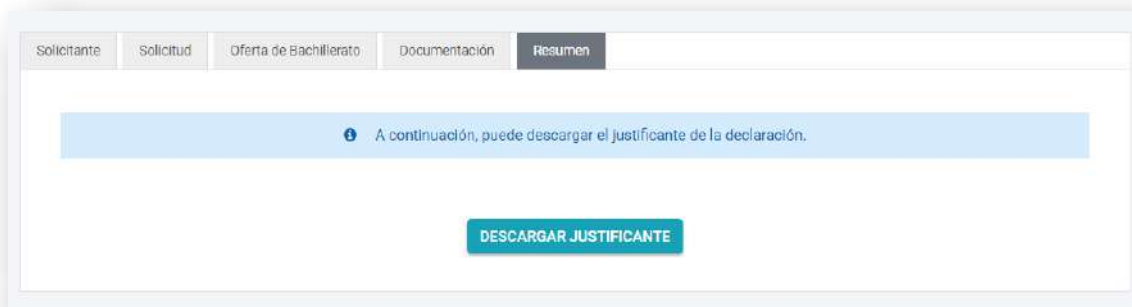 Solicitante Solicitud Oferta de Bachillerato Documentación Resumen
A continuación, puede descargar el justificante de la declaración.
DESCARGAR JUSTIFICANTE